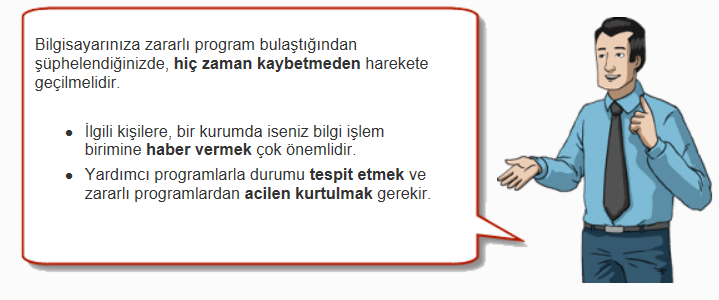 Bilgisayarınıza zararlı program bulaştığından
şüphelendiğinizde, hiç zaman kaybetmeden harekete
geçilmelidir.
• İlgili kişilere, bir kurumda iseniz bilgi işlem
birimine haber vermek çok önemlidir.
• Yardımcı programlarla durumu tespit etmek ve
zararlı programlardan acilen kurtulmak gerekir.